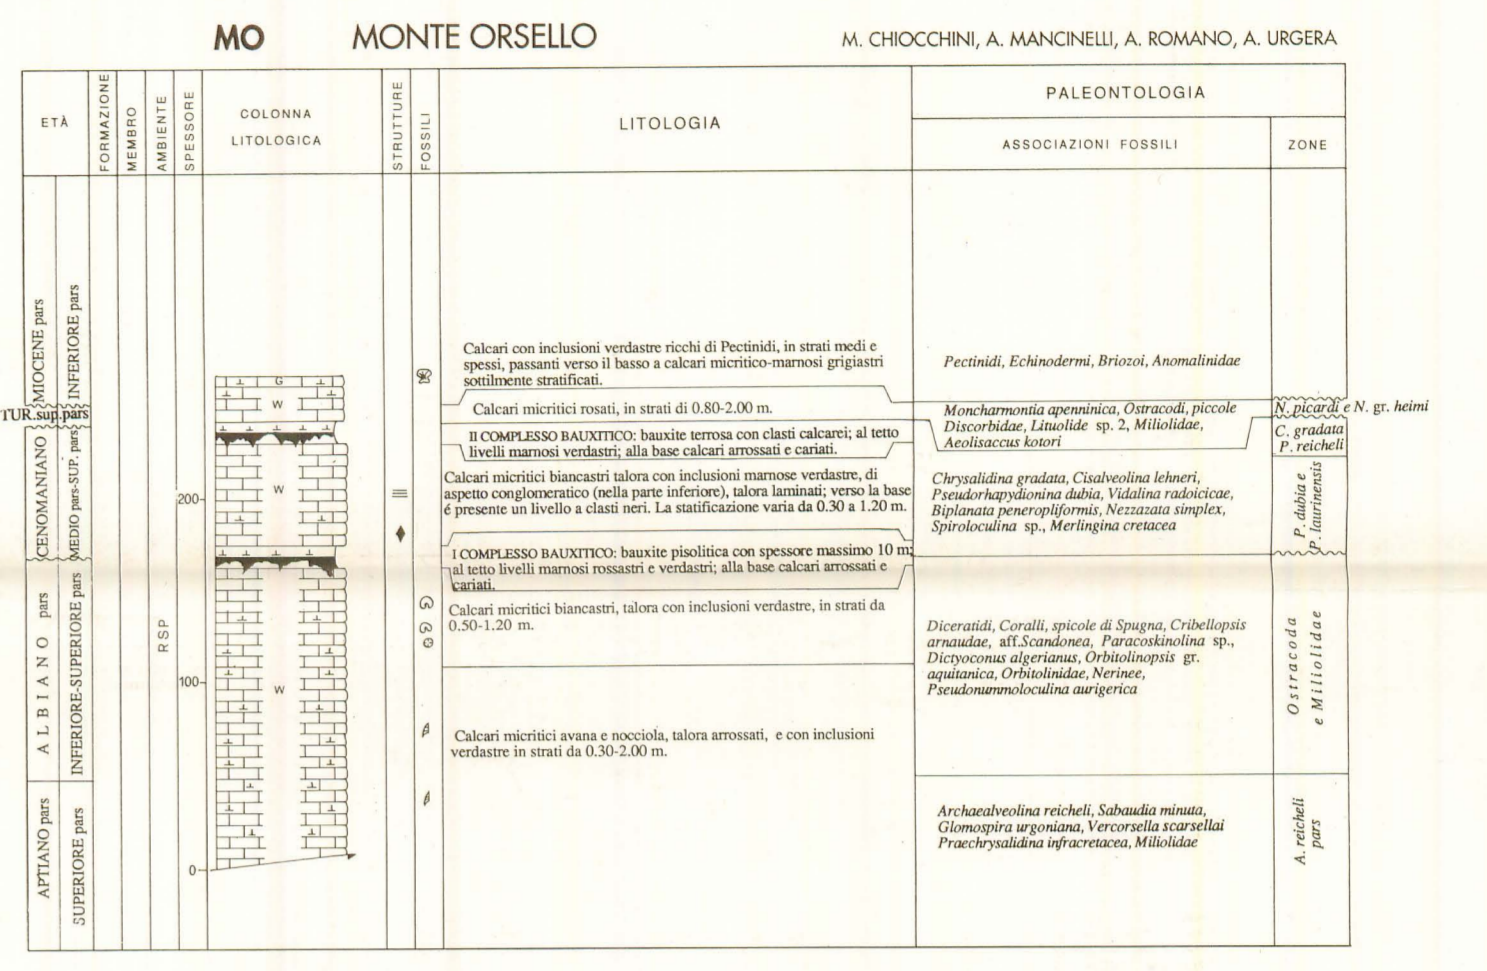 MO MONTE ORSELLO M. CHIOCCHINI, A. MANCINELLI, A. ROMANO, A. URGERA
ETÀ
FORMAZIONE
MEMBRO
AMBIENTE
SPESSORE
COLONNA
LITOLOGICA
STRUTTURE
FOSSILI
LITOLOGIA
PALEONTOLOGIA
ASSOCIAZIONI FOSSILI
ZONE
MIOCENE pars
INFERIORE pars
TUR.sup.pars
CENOMANIANO
MEDIO pars-SUP. pars
ALBIANO pars
INFERIORE-SUPERIORE pars
APTIANO pars
SUPERIORE pars
RSP
200
100
0
G
W
W
W
Calcari con inclusioni verdastre ricchi di Pectinidi, in strati medi e
spessi, passanti verso il basso a calcari micritico-marnosi grigiastri
sottilmente stratificati.
Calcari micritici rosati, in strati di 0.80-2.00 m.
II COMPLESSO BAUXITICO: bauxite terrosa con clasti calcarei; al tetto
livelli marnosi verdastri; alla base calcari arrossati e cariati.
Calcari micritici biancastri talora con inclusioni marnose verdastre, di
aspetto conglomeratico (nella parte inferiore), talora laminati; verso la base
é presente un livello a clasti neri. La statificazione varia da 0.30 a 1.20 m.
I COMPLESSO BAUXITICO: bauxite pisolitica con spessore massimo 10 m;
al tetto livelli marnosi rossastri e verdastri; alla base calcari arrossati e
cariati.
Calcari micritici biancastri, talora con inclusioni verdastre, in strati da
0.50-1.20 m.
Calcari micritici avana e nocciola, talora arrossati, e con inclusioni
verdastre in strati da 0.30-2.00 m.
Pectinidi, Echinodermi, Briozoi, Anomalinidae
Moncharmontia apenninica, Ostracodi, piccole
Discorbidae, Lituolide sp. 2, Miliolidae,
Aeolisaccus kotori
Chrysalidina gradata, Cisalveolina lehneri,
Pseudorhapydionina dubia, Vidalina radoicicae,
Biplanata peneropliformis, Nezzazata simplex,
Spiroloculina sp., Merlingina cretacea
Diceratidi, Coralli, spicole di Spugna, Cribellopsis
arnaudae, aff.Scandonea, Paracoskinolina sp.,
Dictyoconus algerianus, Orbitolinopsis gr.
aquitanica, Orbitolinidae, Nerinee,
Pseudonummoloculina aurigerica
Archaealveolina reicheli, Sabaudia minuta,
Glomospira urgoniana, Vercorsella scarsellai
Praechrysalidina infracretacea, Miliolidae
N. picardi e N. gr. heimi
C. gradata
P. reicheli
P. dubia e
P. laurinensis
Ostracoda
e Miliolidae
A. reicheli
pars